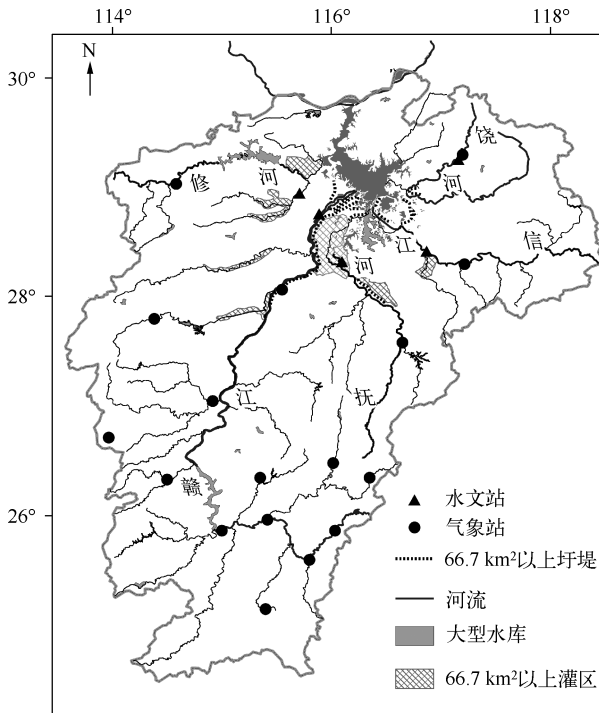 114°
116°
118°
30°
28°
26°
N
修
河
饶
河
信
江
河
抚
江
赣
水文站
气象站
66.7 km²以上圩堤
河流
大型水库
66.7 km²以上灌区